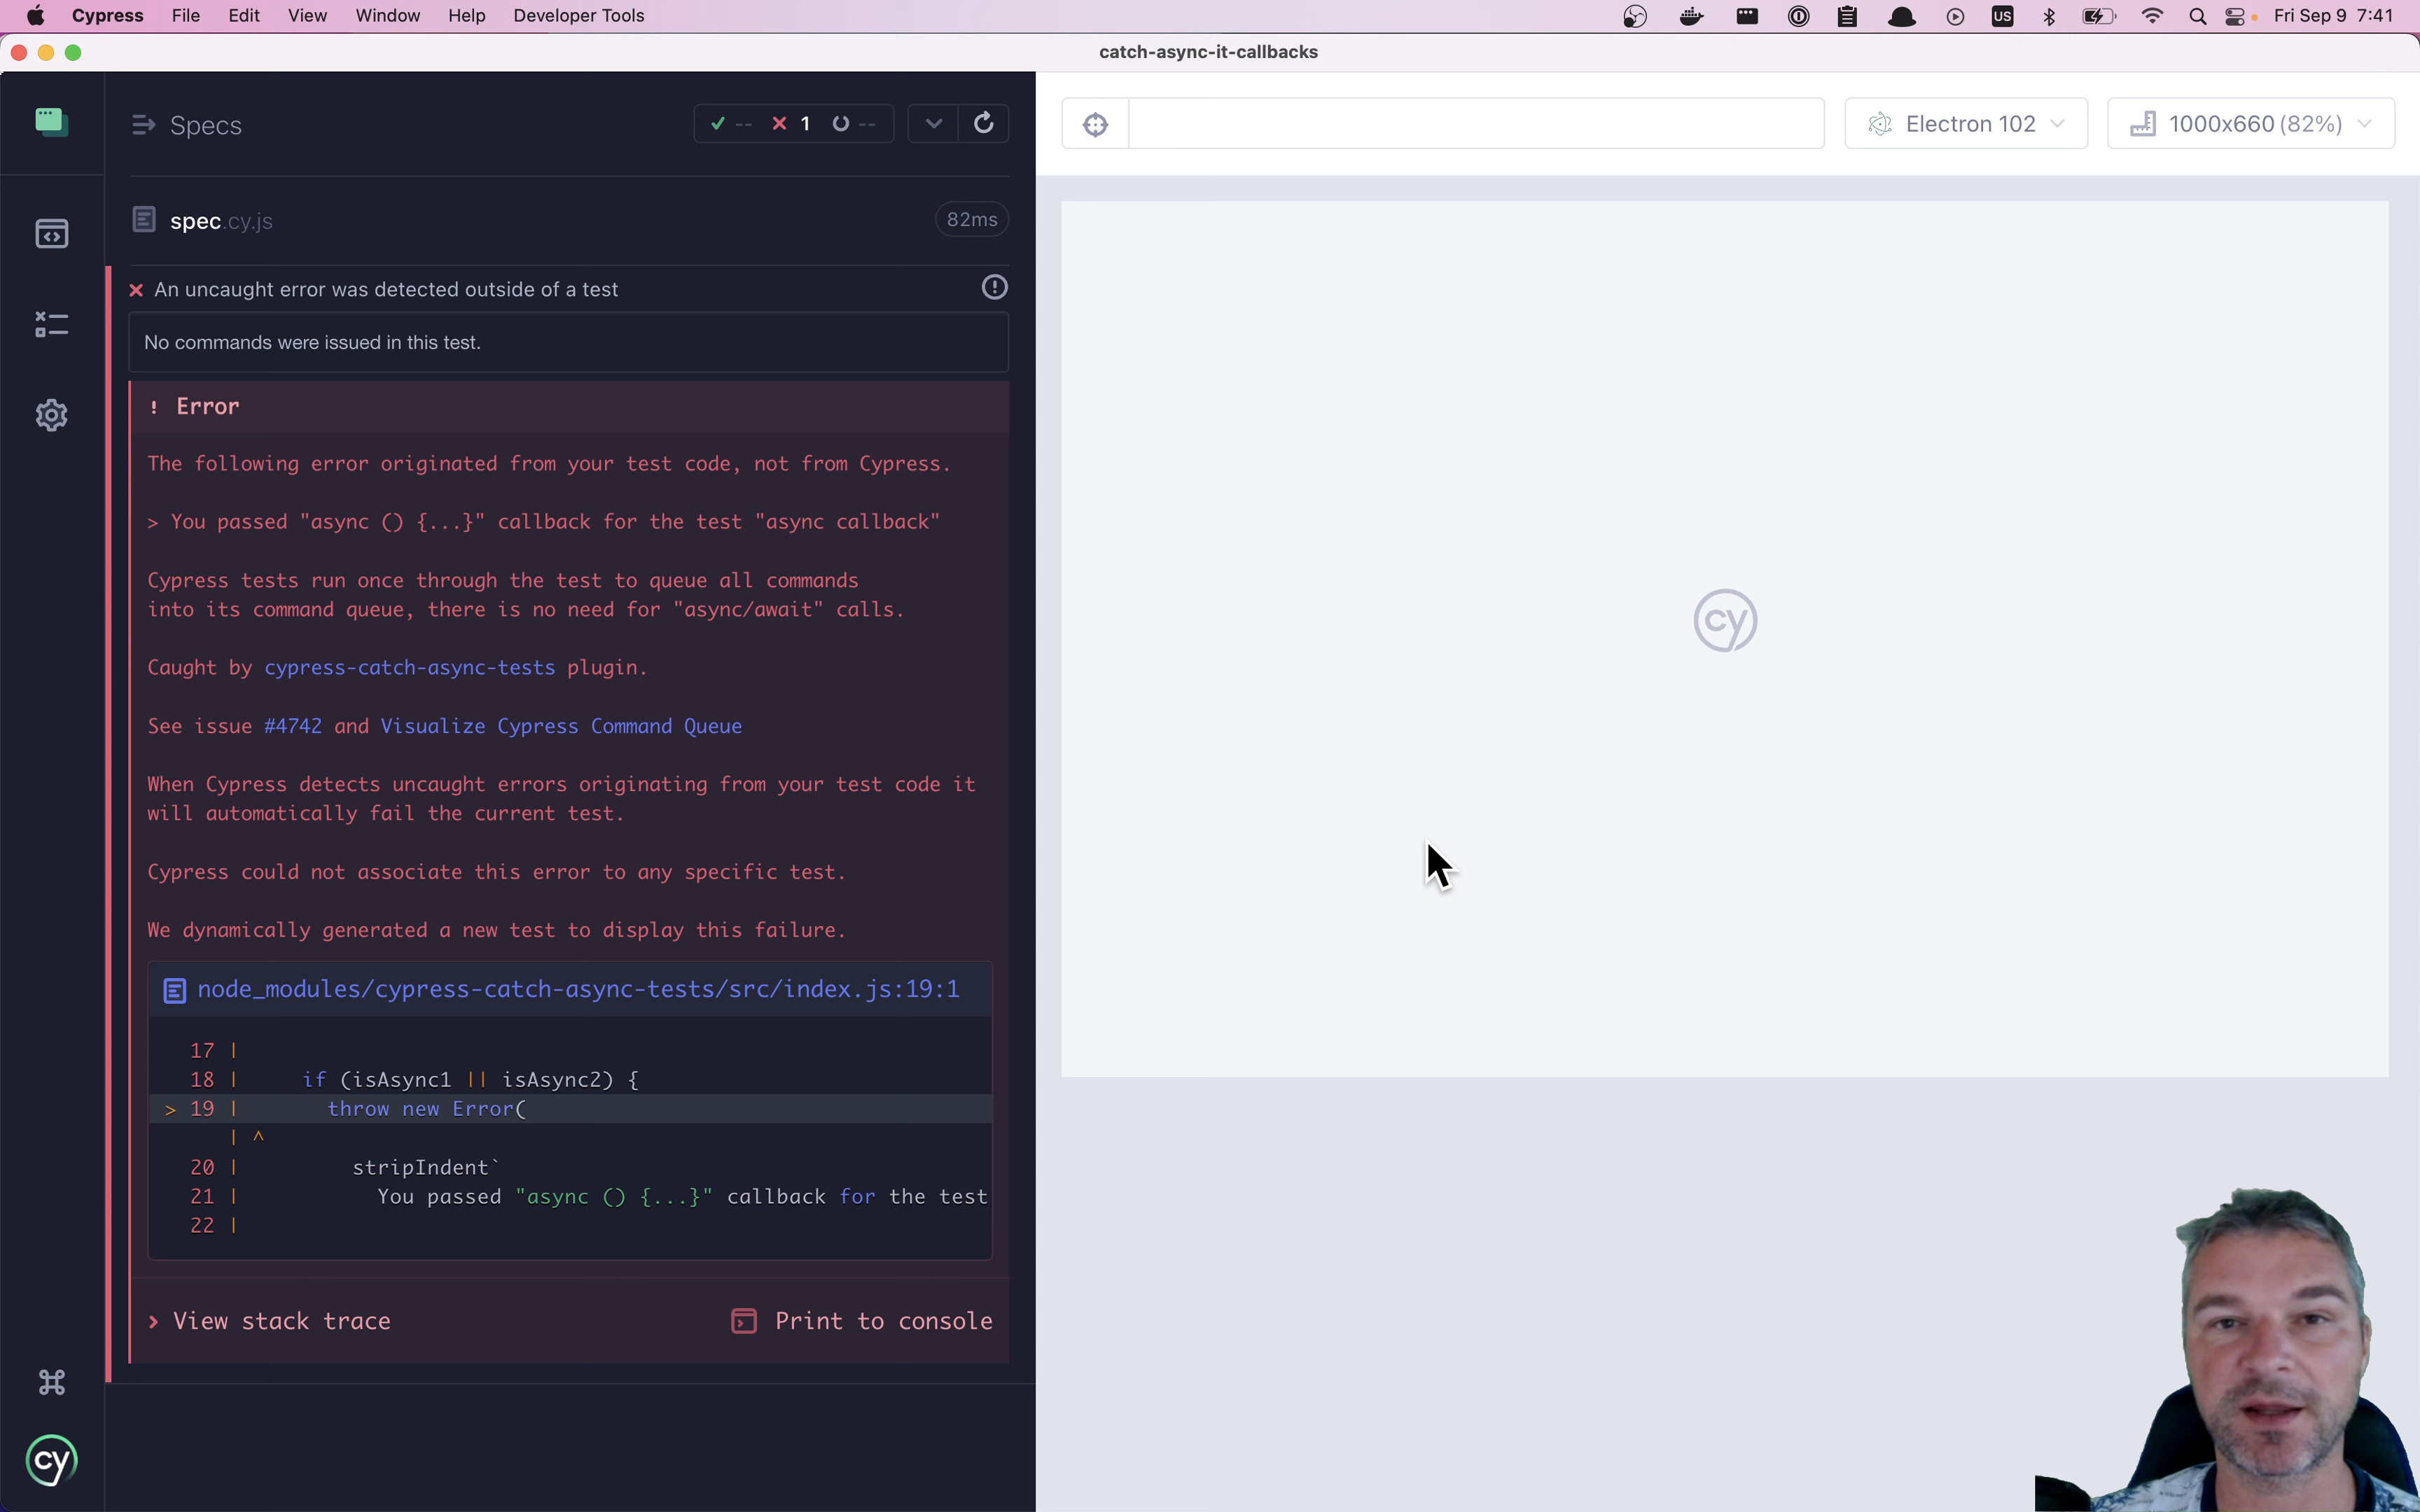 Cypress File Edit View Window Help Developer Tools US Fri Sep 9 7:41
catch-async-it-callbacks
Specs -- 1 --
Electron 102 1000x660 (82%)
spec.cy.js 82ms
An uncaught error was detected outside of a test
No commands were issued in this test.
! Error
The following error originated from your test code, not from Cypress.
> You passed "async () {...}" callback for the test "async callback"
Cypress tests run once through the test to queue all commands
into its command queue, there is no need for "async/await" calls.
Caught by cypress-catch-async-tests plugin.
See issue #4742 and Visualize Cypress Command Queue
When Cypress detects uncaught errors originating from your test code it
will automatically fail the current test.
Cypress could not associate this error to any specific test.
We dynamically generated a new test to display this failure.
node_modules/cypress-catch-async-tests/src/index.js:19:1
17 |
18 | if (isAsync1 || isAsync2) {
> 19 | throw new Error(
| ^
20 | stripIndent`
21 | You passed "async () {...}" callback for the test
22 |
> View stack trace Print to console
cy
cy